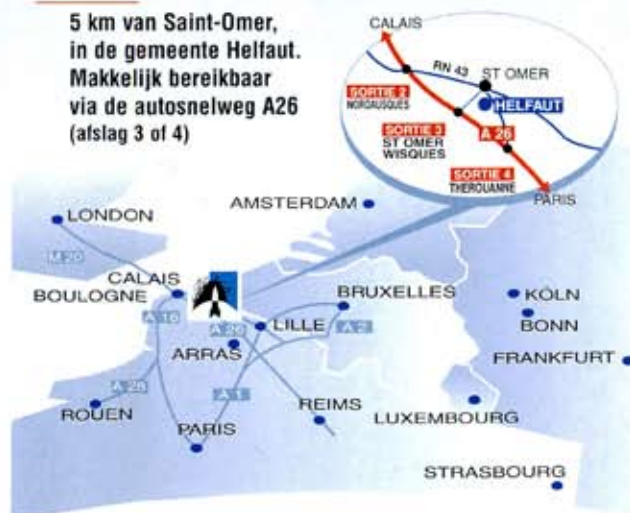 5 km van Saint-Omer,
in de gemeente Helfaut.
Makkelijk bereikbaar
via de autosnelweg A26
(afslag 3 of 4)
CALAIS
RN 43
ST OMER
SORTIE 2
NORDAUSQUES
HELFAUT
SORTIE 3
A 26
ST OMER
WISQUES
SORTIE 4
THEROUANNE
PARIS
LONDON
AMSTERDAM
M 20
CALAIS
BOULOGNE
BRUXELLES
KÖLN
A 16
A 26
LILLE
A 2
BONN
ARRAS
FRANKFURT
A 28
A 1
ROUEN
REIMS
LUXEMBOURG
PARIS
STRASBOURG